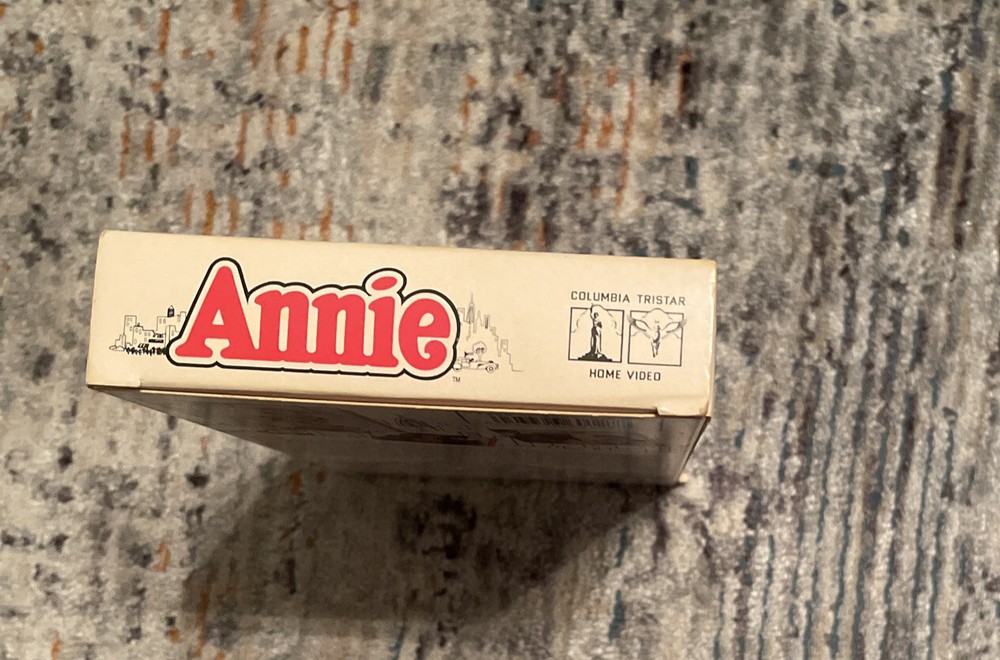 Annie
TM
COLUMBIA TRISTAR
HOME VIDEO